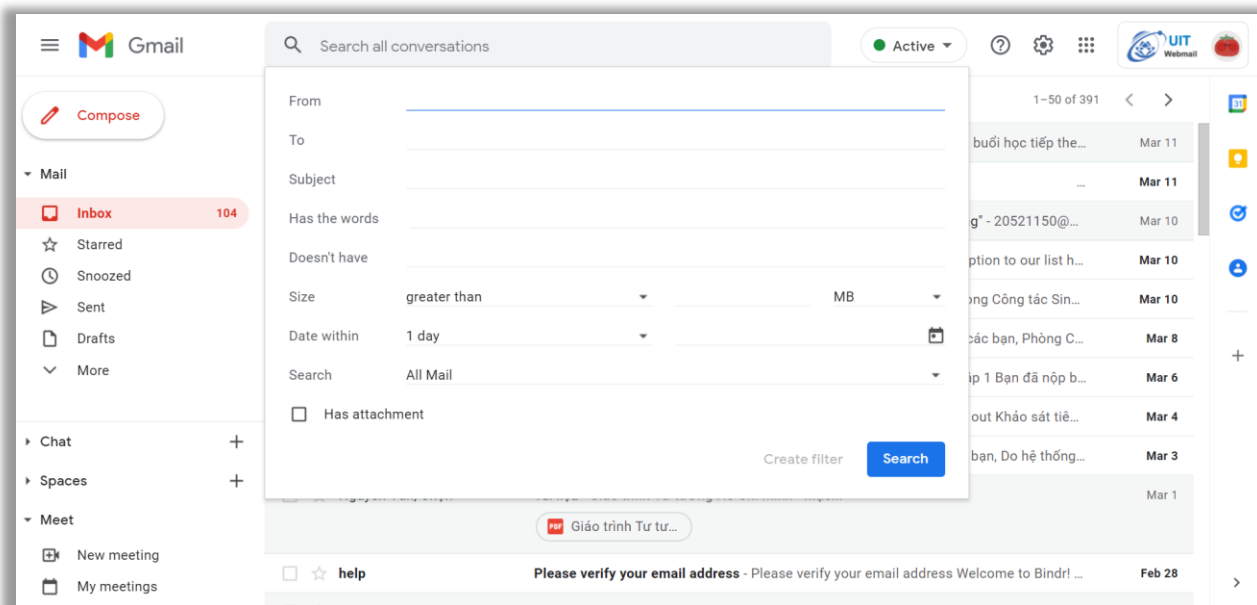 Gmail
Search all conversations
Active
UIT
Webmail
Compose
1–50 of 391
31
From
To
Subject
Has the words
Doesn't have
Size greater than MB
Date within 1 day
Search All Mail
Has attachment
Create filter Search
Mail
Inbox 104
Starred
Snoozed
Sent
Drafts
More
Chat
Spaces
Meet
New meeting
My meetings
buổi học tiếp the... Mar 11
... Mar 11
g" - 20521150@... Mar 10
ption to our list h... Mar 10
ong Công tác Sin... Mar 10
các bạn, Phòng C... Mar 8
ập 1 Bạn đã nộp b... Mar 6
out Khảo sát tiê... Mar 4
bạn, Do hệ thống... Mar 3
Mar 1
PDF Giáo trình Tư tư...
help Please verify your email address - Please verify your email address Welcome to Bindr! ... Feb 28